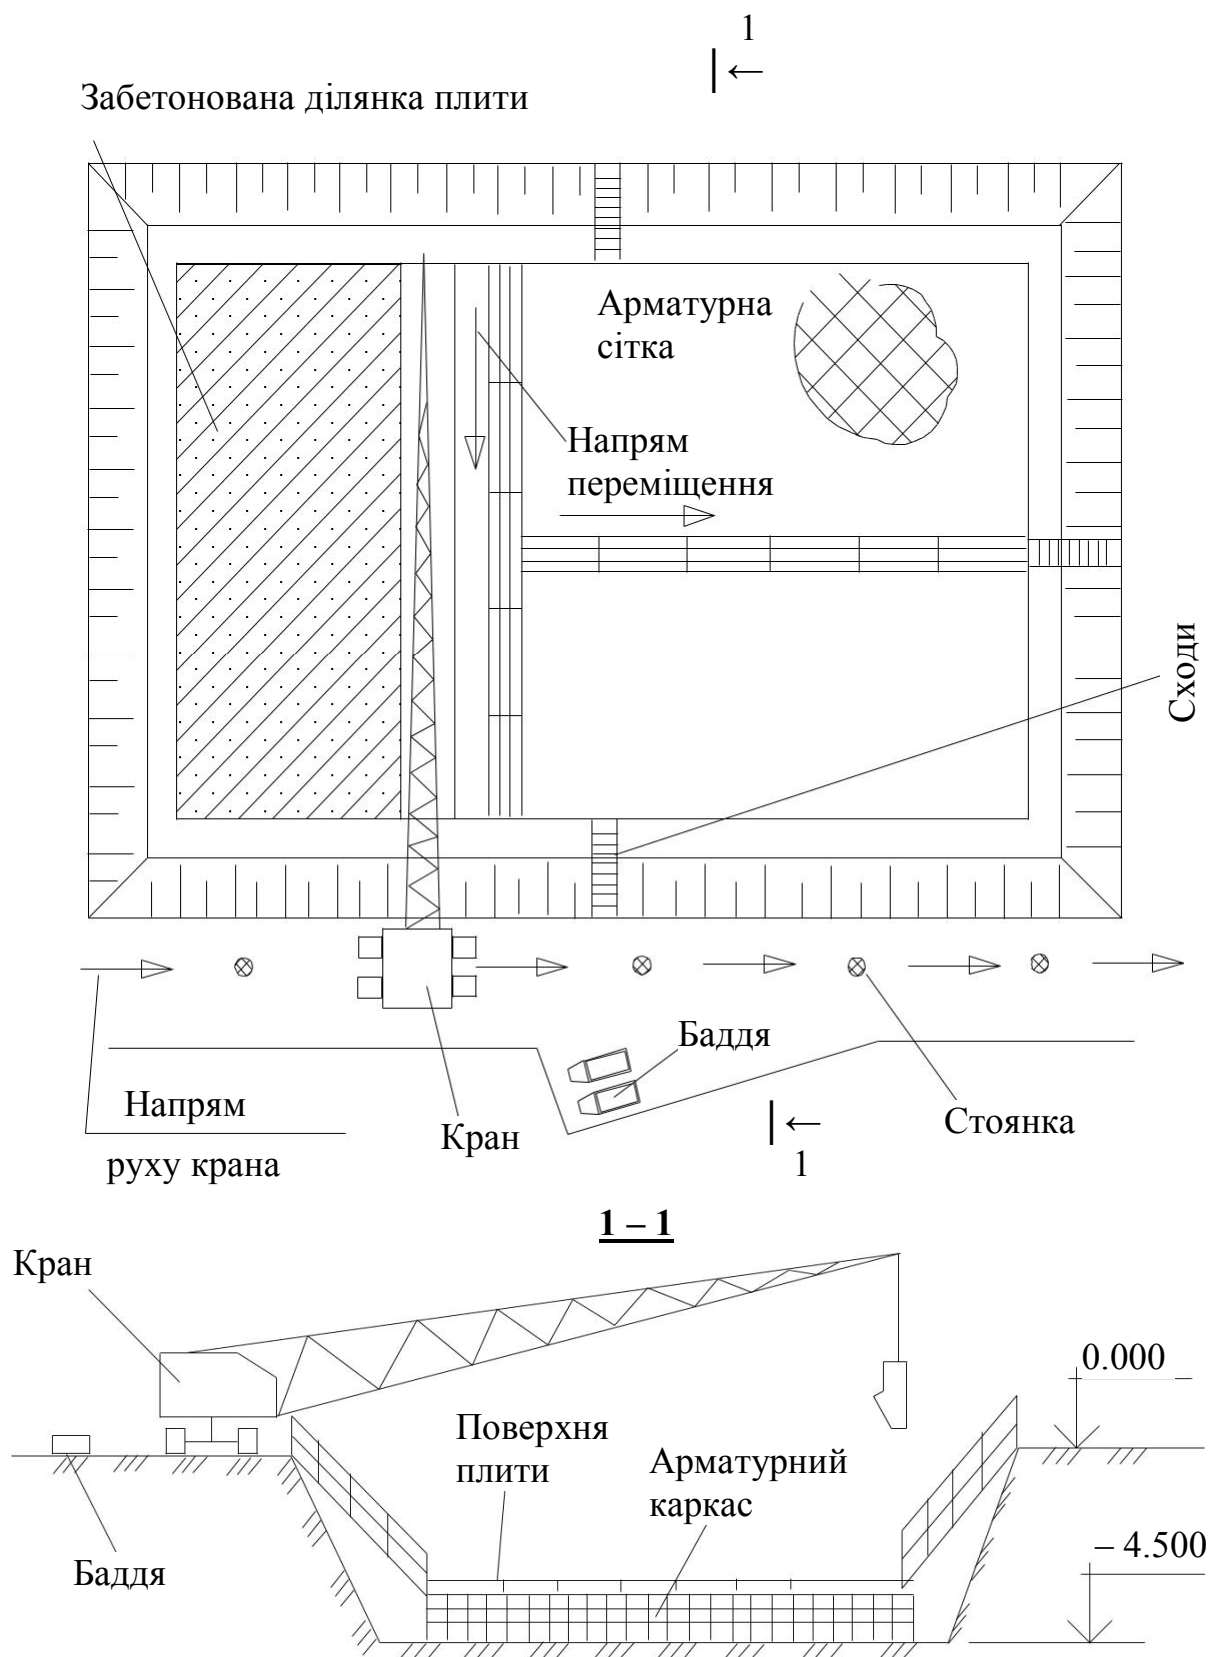 1
Забетонована ділянка плити
Арматурна
сітка
Напрям
переміщення
Сходи
Баддя
Напрям
руху крана
Кран
Стоянка
1
1 – 1
Кран
0.000
Поверхня
плити
Арматурний
каркас
– 4.500
Баддя